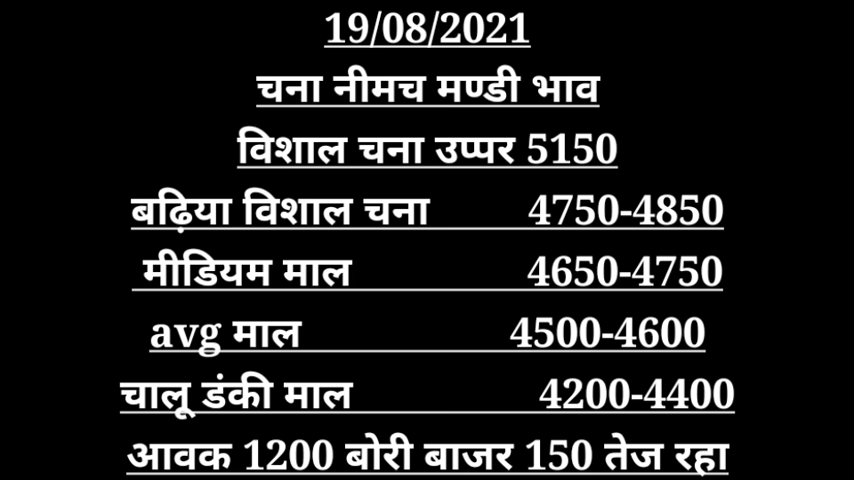 19/08/2021
चना नीमच मण्डी भाव
विशाल चना उप्पर 5150
बढ़िया विशाल चना 4750-4850
मीडियम माल 4650-4750
avg माल 4500-4600
चालू डंकी माल 4200-4400
आवक 1200 बोरी बाजर 150 तेज रहा